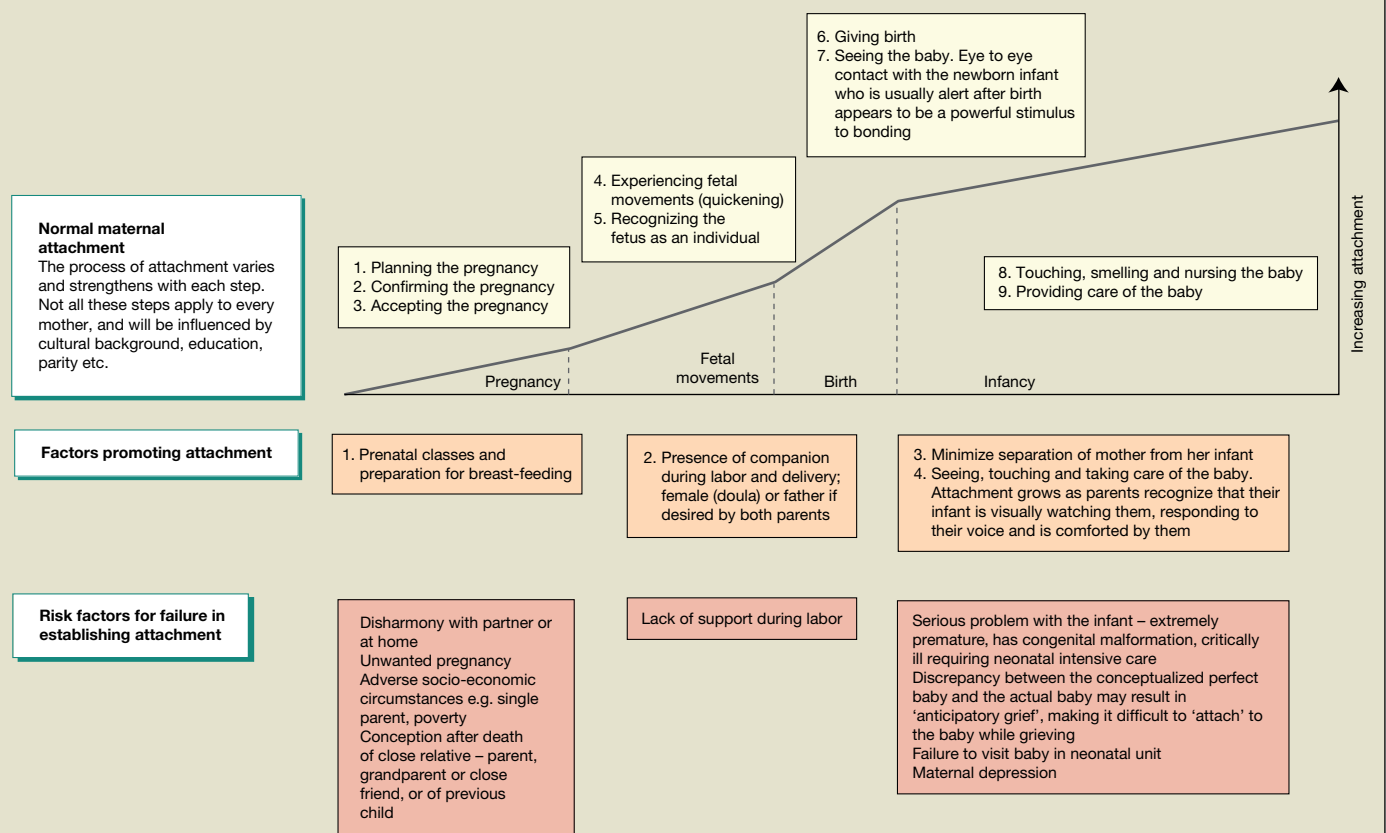 6. Giving birth
7. Seeing the baby. Eye to eye
contact with the newborn infant
who is usually alert after birth
appears to be a powerful stimulus
to bonding
4. Experiencing fetal
movements (quickening)
5. Recognizing the
fetus as an individual
Normal maternal
attachment
The process of attachment varies
and strengthens with each step.
Not all these steps apply to every
mother, and will be influenced by
cultural background, education,
parity etc.
1. Planning the pregnancy
2. Confirming the pregnancy
3. Accepting the pregnancy
8. Touching, smelling and nursing the baby
9. Providing care of the baby
Increasing attachment
Pregnancy
Fetal
movements
Birth
Infancy
Factors promoting attachment
1. Prenatal classes and
preparation for breast-feeding
2. Presence of companion
during labor and delivery;
female (doula) or father if
desired by both parents
3. Minimize separation of mother from her infant
4. Seeing, touching and taking care of the baby.
Attachment grows as parents recognize that their
infant is visually watching them, responding to
their voice and is comforted by them
Risk factors for failure in
establishing attachment
Disharmony with partner or
at home
Unwanted pregnancy
Adverse socio-economic
circumstances e.g. single
parent, poverty
Conception after death
of close relative – parent,
grandparent or close
friend, or of previous
child
Lack of support during labor
Serious problem with the infant – extremely
premature, has congenital malformation, critically
ill requiring neonatal intensive care
Discrepancy between the conceptualized perfect
baby and the actual baby may result in
‘anticipatory grief’, making it difficult to ‘attach’ to
the baby while grieving
Failure to visit baby in neonatal unit
Maternal depression